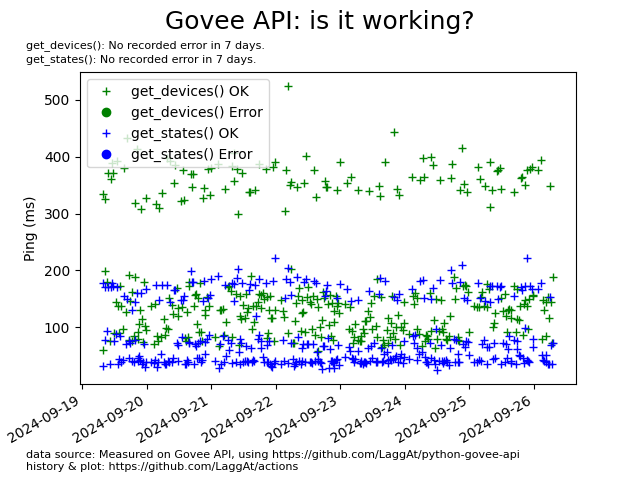 Govee API: is it working?
get_devices(): No recorded error in 7 days.
get_states(): No recorded error in 7 days.
get_devices() OK
get_devices() Error
get_states() OK
get_states() Error
Ping (ms)
500
400
300
200
100
2024-09-19
2024-09-20
2024-09-21
2024-09-22
2024-09-23
2024-09-24
2024-09-25
2024-09-26
data source: Measured on Govee API, using https://github.com/LaggAt/python-govee-api
history & plot: https://github.com/LaggAt/actions